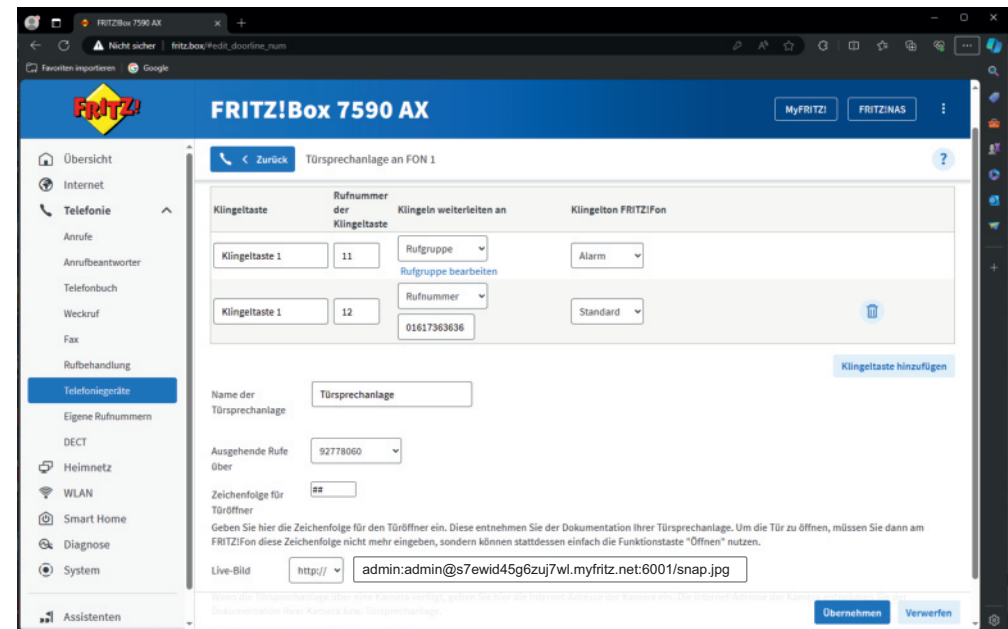 FRITZ!Box 7590 AX
Nicht sicher | fritz.box/#edit_doorline_num
Favoriten importieren Google
FRITZ!
FRITZ!Box 7590 AX
MyFRITZ! FRITZ!NAS
Übersicht
Internet
Telefonie
Anrufe
Anrufbeantworter
Telefonbuch
Weckruf
Fax
Rufbehandlung
Telefoniegeräte
Eigene Rufnummern
DECT
Heimnetz
WLAN
Smart Home
Diagnose
System
Assistenten
< Zurück Türsprechanlage an FON 1 ?
Klingeltaste Rufnummer der Klingeltaste Klingeln weiterleiten an Klingelton FRITZ!Fon
Klingeltaste 1 11 Rufgruppe Alarm
Rufgruppe bearbeiten
Klingeltaste 1 12 Rufnummer Standard
01617363636
Klingeltaste hinzufügen
Name der Türsprechanlage Türsprechanlage
Ausgehende Rufe über 92778060
Zeichenfolge für Türöffner ##
Geben Sie hier die Zeichenfolge für den Türöffner ein. Diese entnehmen Sie der Dokumentation Ihrer Türsprechanlage. Um die Tür zu öffnen, müssen Sie dann am
FRITZ!Fon diese Zeichenfolge nicht mehr eingeben, sondern können stattdessen einfach die Funktionstaste "Öffnen" nutzen.
Live-Bild http:// admin:admin@s7ewid45g6zuj7wl.myfritz.net:6001/snap.jpg
Übernehmen Verwerfen